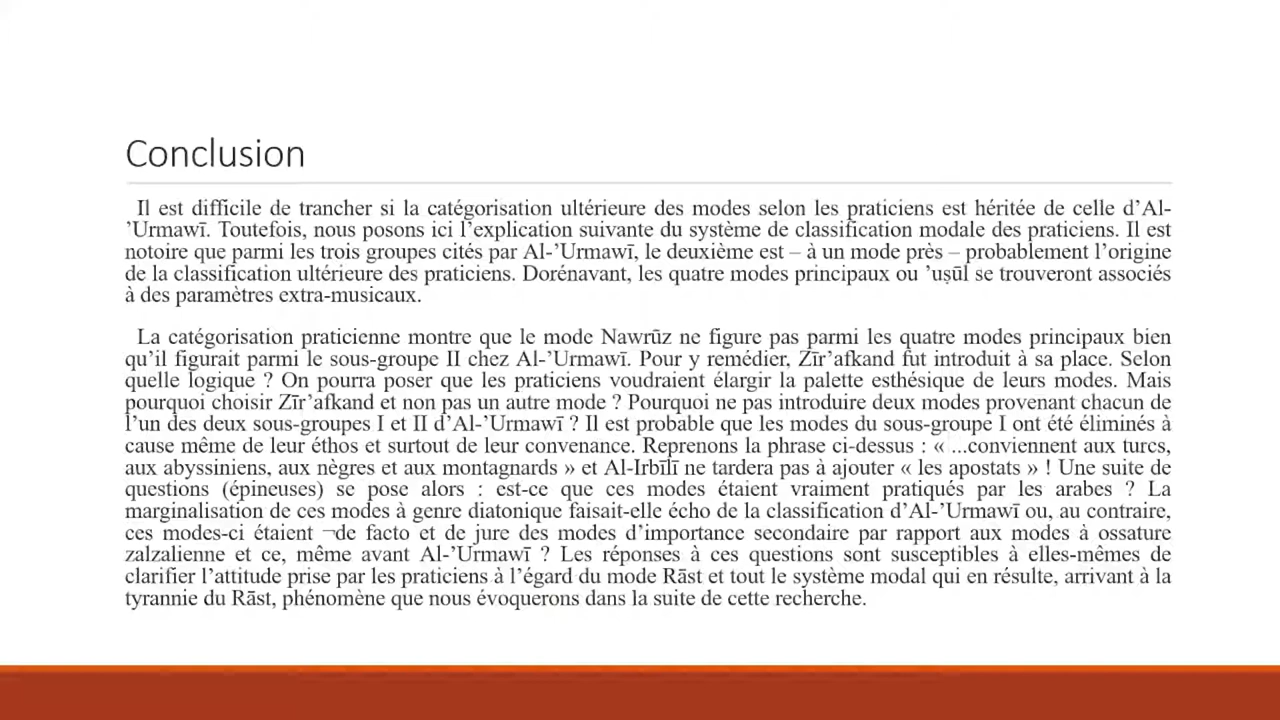 Conclusion
Il est difficile de trancher si la catégorisation ultérieure des modes selon les praticiens est héritée de celle d’Al-
’Urmawī. Toutefois, nous posons ici l’explication suivante du système de classification modale des praticiens. Il est
notoire que parmi les trois groupes cités par Al-’Urmawī, le deuxième est – à un mode près – probablement l’origine
de la classification ultérieure des praticiens. Dorénavant, les quatre modes principaux ou ’uṣūl se trouveront associés
à des paramètres extra-musicaux.
La catégorisation praticienne montre que le mode Nawrūz ne figure pas parmi les quatre modes principaux bien
qu’il figurait parmi le sous-groupe II chez Al-’Urmawī. Pour y remédier, Zīr’afkand fut introduit à sa place. Selon
quelle logique ? On pourra poser que les praticiens voudraient élargir la palette esthésique de leurs modes. Mais
pourquoi choisir Zīr’afkand et non pas un autre mode ? Pourquoi ne pas introduire deux modes provenant chacun de
l’un des deux sous-groupes I et II d’Al-’Urmawī ? Il est probable que les modes du sous-groupe I ont été éliminés à
cause même de leur éthos et surtout de leur convenance. Reprenons la phrase ci-dessus : « ...conviennent aux turcs,
aux abyssiniens, aux nègres et aux montagnards » et Al-Irbīlī ne tardera pas à ajouter « les apostats » ! Une suite de
questions (épineuses) se pose alors : est-ce que ces modes étaient vraiment pratiqués par les arabes ? La
marginalisation de ces modes à genre diatonique faisait-elle écho de la classification d’Al-’Urmawī ou, au contraire,
ces modes-ci étaient ¬de facto et de jure des modes d’importance secondaire par rapport aux modes à ossature
zalzalienne et ce, même avant Al-’Urmawī ? Les réponses à ces questions sont susceptibles à elles-mêmes de
clarifier l’attitude prise par les praticiens à l’égard du mode Rāst et tout le système modal qui en résulte, arrivant à la
tyrannie du Rāst, phénomène que nous évoquerons dans la suite de cette recherche.